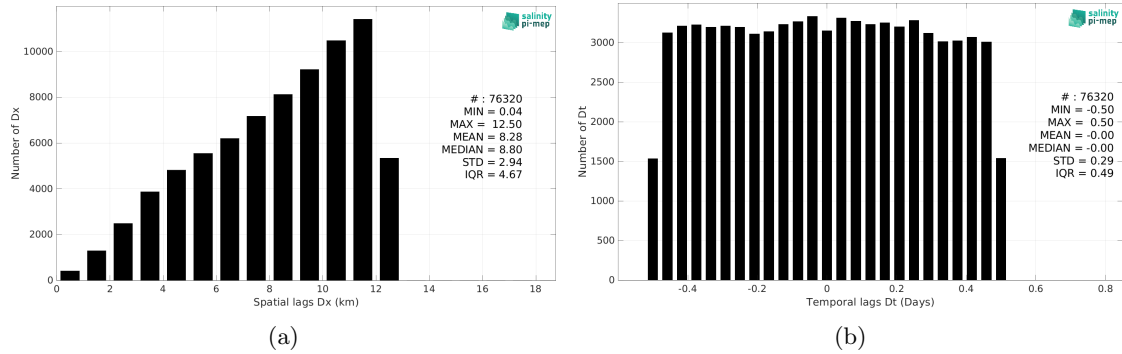 salinity
pi-mep
# : 76320
MIN = 0.04
MAX = 12.50
MEAN = 8.28
MEDIAN = 8.80
STD = 2.94
IQR = 4.67
Number of Dx
10000
8000
6000
4000
2000
0
0 2 4 6 8 10 12 14 16 18
Spatial lags Dx (km)
(a)
salinity
pi-mep
# : 76320
MIN = -0.50
MAX = 0.50
MEAN = -0.00
MEDIAN = -0.00
STD = 0.29
IQR = 0.49
Number of Dt
3000
2500
2000
1500
1000
500
0
-0.4 -0.2 0 0.2 0.4 0.6 0.8
Temporal lags Dt (Days)
(b)